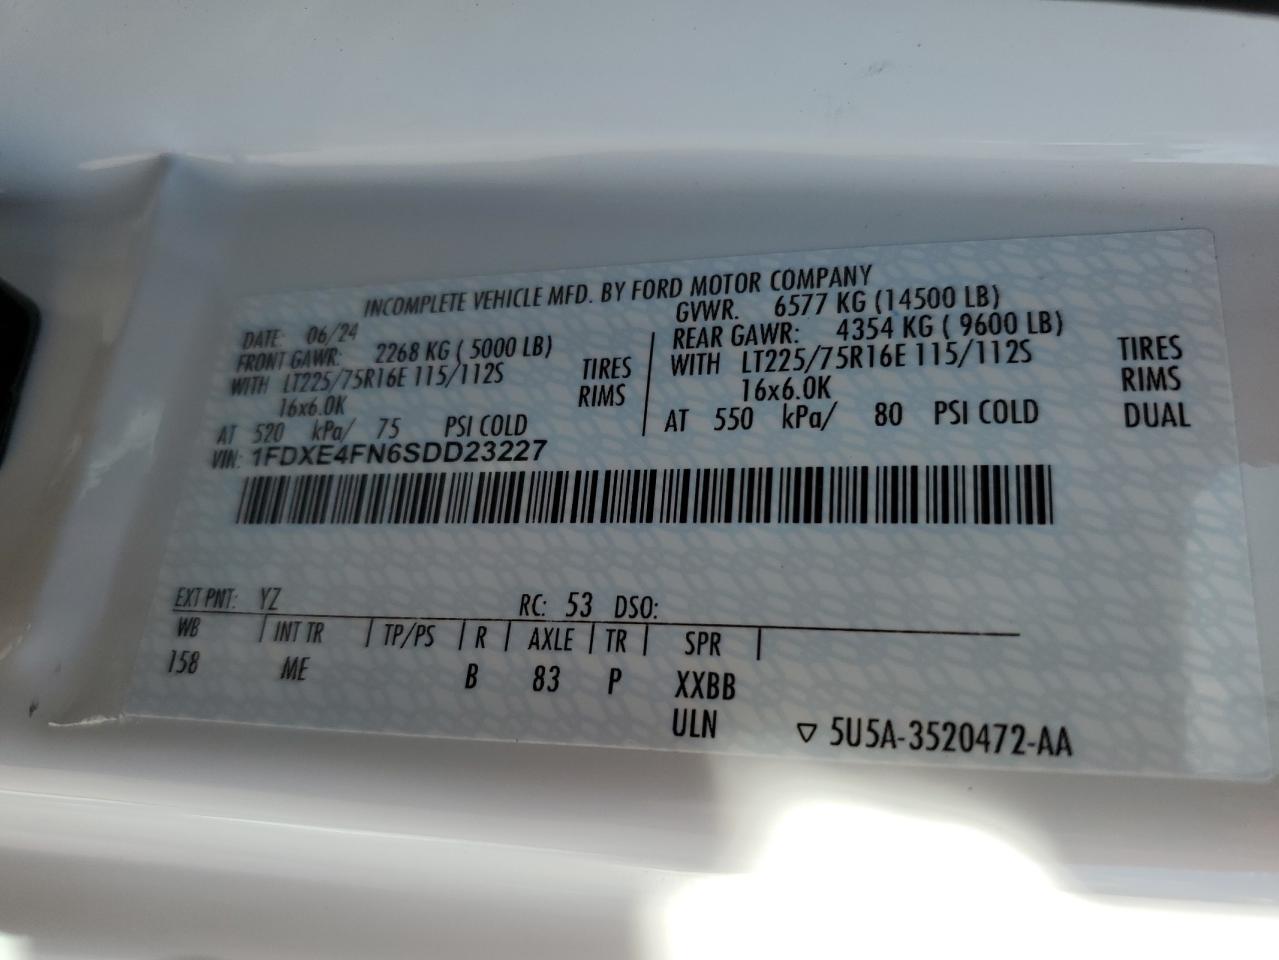 INCOMPLETE VEHICLE MFD. BY FORD MOTOR COMPANY
DATE: 06/24 GVWR. 6577 KG (14500 LB)
FRONT GAWR: 2268 KG ( 5000 LB) REAR GAWR: 4354 KG ( 9600 LB)
WITH LT225/75R16E 115/112S TIRES WITH LT225/75R16E 115/112S TIRES
16x6.0K RIMS 16x6.0K RIMS
AT 520 kPa/ 75 PSI COLD AT 550 kPa/ 80 PSI COLD DUAL
VIN: 1FDXE4FN6SDD23227
EXT PNT: YZ RC: 53 DSO:
WB INT TR TP/PS R AXLE TR SPR
158 ME B 83 P XXBB
ULN ▽ 5U5A-3520472-AA